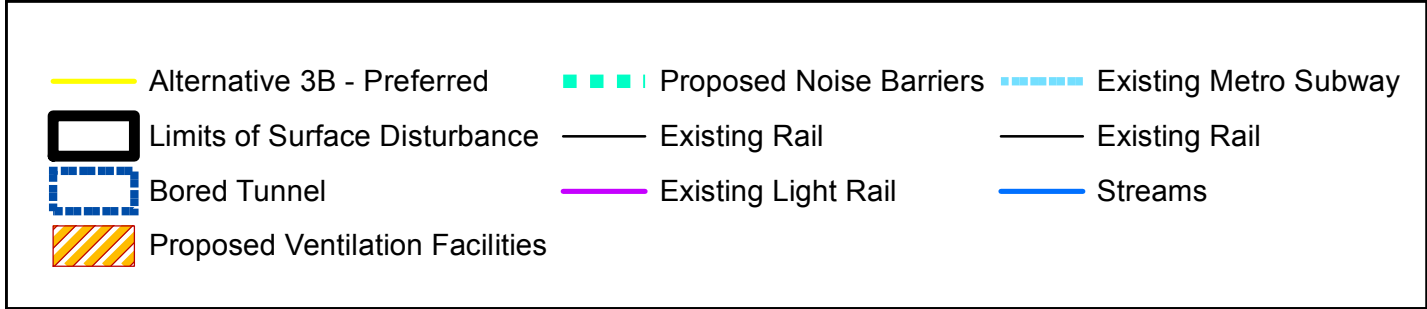 Alternative 3B - Preferred
Limits of Surface Disturbance
Bored Tunnel
Proposed Ventilation Facilities
Proposed Noise Barriers
Existing Rail
Existing Light Rail
Existing Metro Subway
Existing Rail
Streams